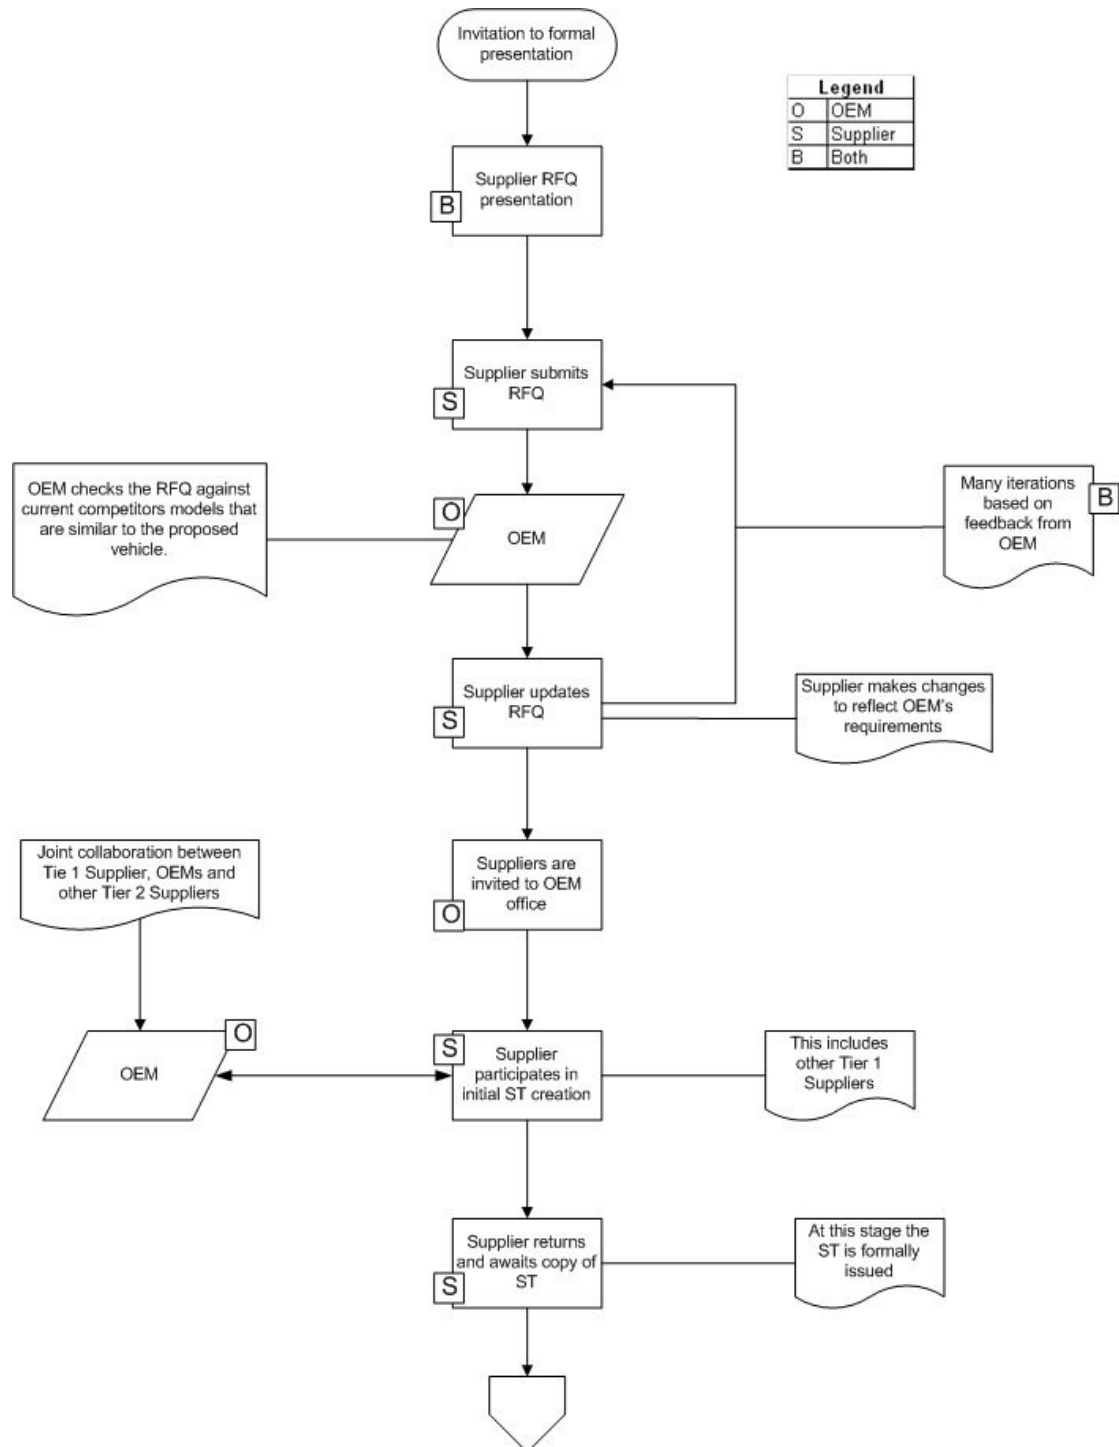 Invitation to formal
presentation
Legend
O OEM
S Supplier
B Both
Supplier RFQ
presentation
B
Supplier submits
RFQ
S
OEM checks the RFQ against
current competitors models that
are similar to the proposed
vehicle.
O
OEM
Many iterations
based on
feedback from
OEM
B
Supplier updates
RFQ
S
Supplier makes changes
to reflect OEM's
requirements
Joint collaboration between
Tie 1 Supplier, OEMs and
other Tier 2 Suppliers
Suppliers are
invited to OEM
office
O
O
OEM
S
Supplier
participates in
initial ST creation
This includes
other Tier 1
Suppliers
Supplier returns
and awaits copy of
ST
S
At this stage the
ST is formally
issued